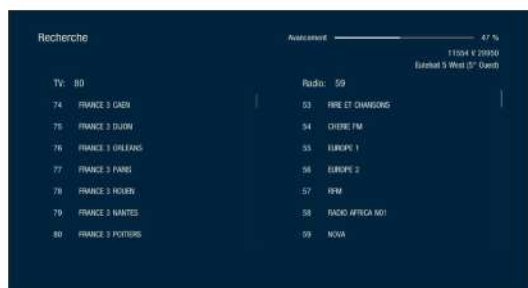 Recherche
Avancement 47 %
11554 V 29950
Eutelsat 5 West (5° Ouest)
TV: 80
Radio: 59
74 FRANCE 3 CAEN
75 FRANCE 3 DIJON
76 FRANCE 3 ORLEANS
77 FRANCE 3 PARIS
78 FRANCE 3 ROUEN
79 FRANCE 3 NANTES
80 FRANCE 3 POITIERS
53 RIRE ET CHANSONS
54 CHERIE FM
55 EUROPE 1
56 EUROPE 2
57 RFM
58 RADIO AFRICA NO1
59 NOVA